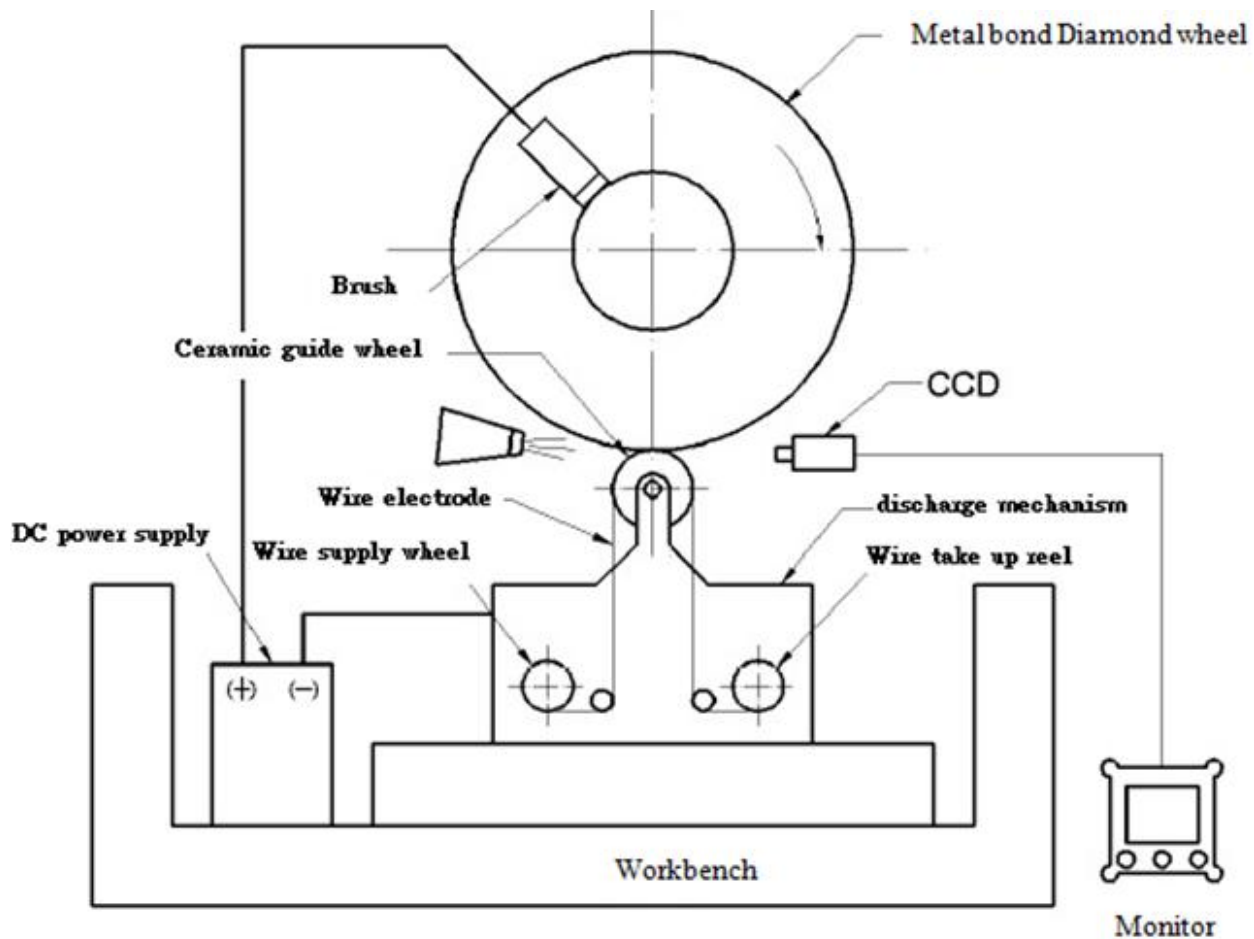 Metal bond Diamond wheel
Brush
Ceramic guide wheel
CCD
Wire electrode
discharge mechanism
DC power supply
Wire supply wheel
Wire take up reel
(+) (−)
Workbench
Monitor